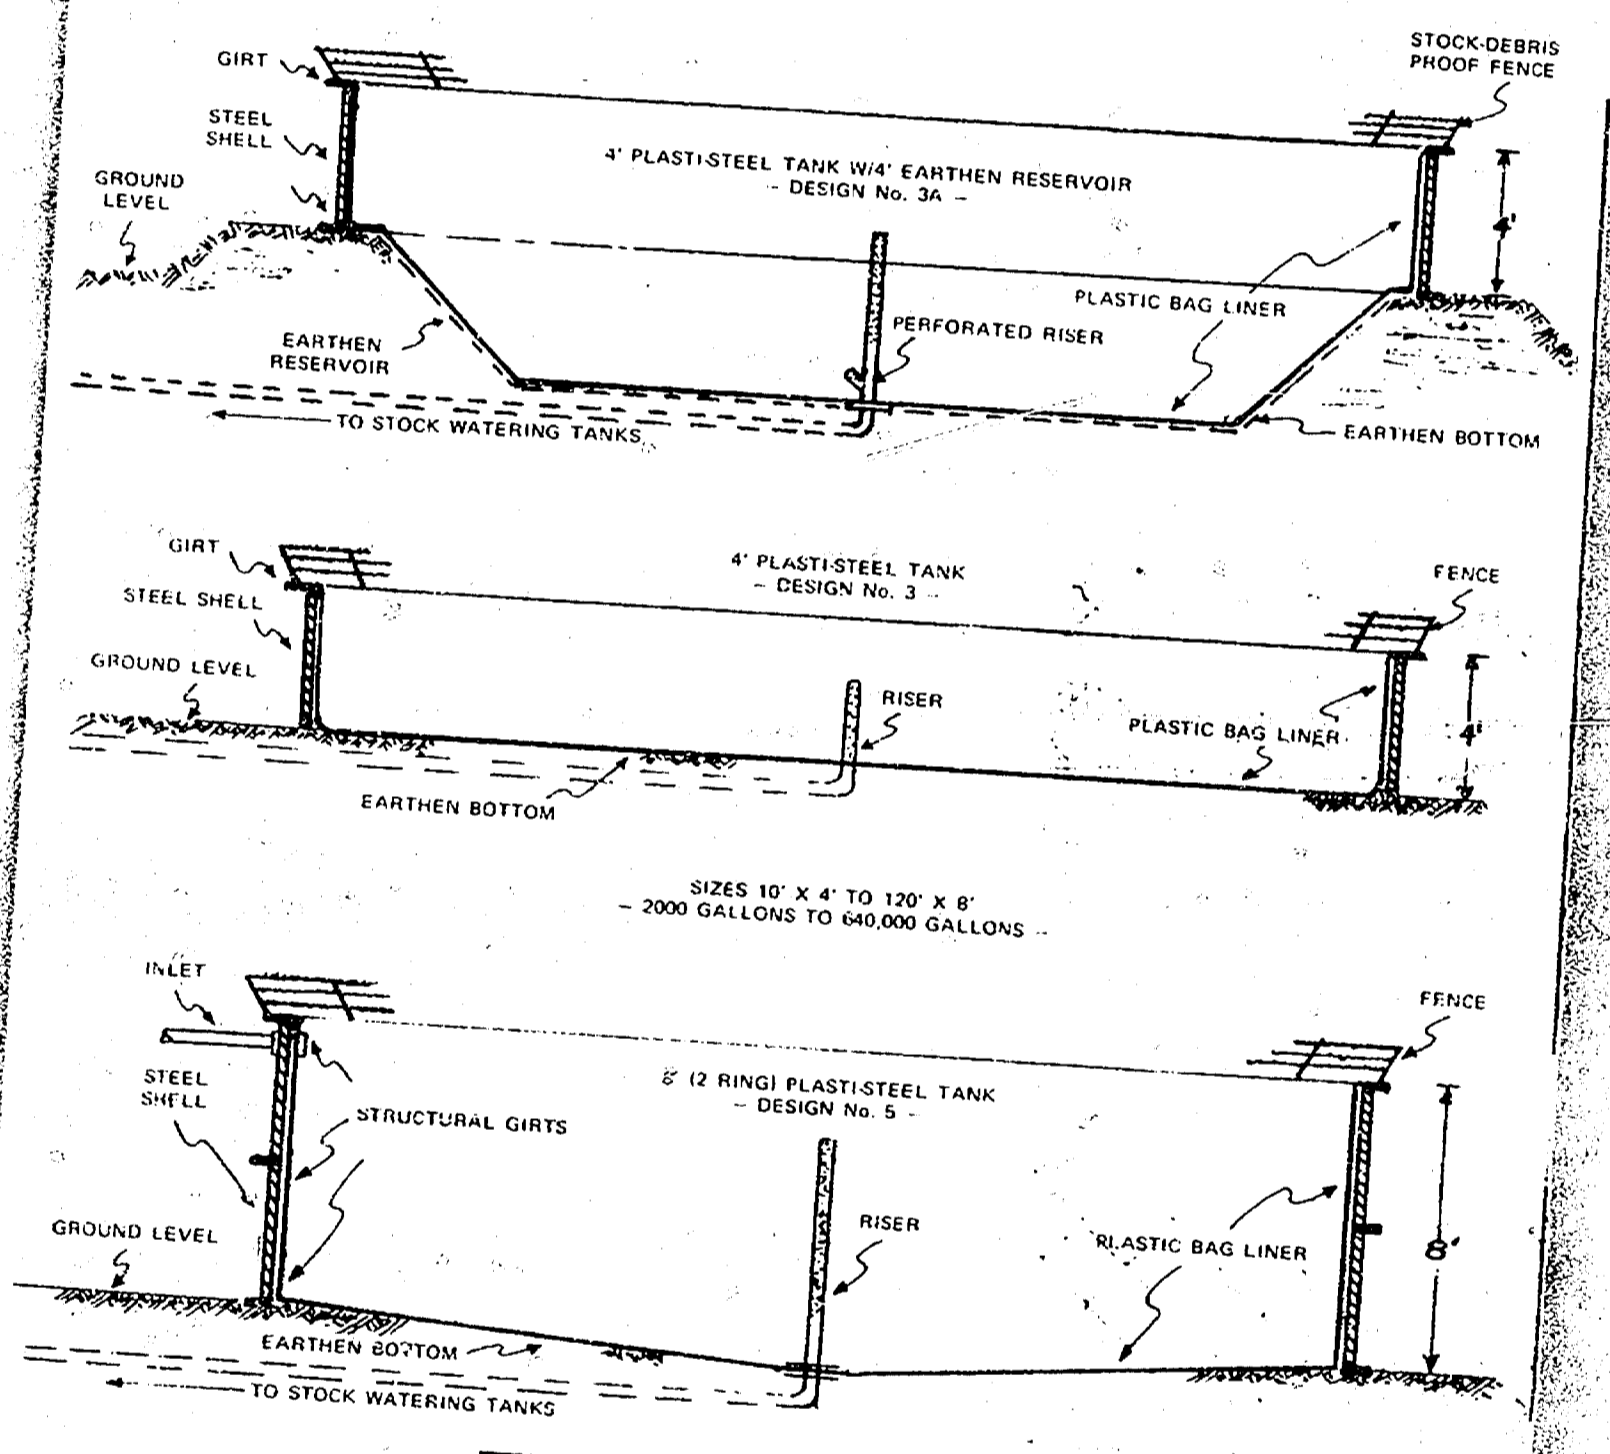 STOCK-DEBRIS
PROOF FENCE
GIRT
STEEL
SHELL
GROUND
LEVEL
4' PLASTI-STEEL TANK W/4' EARTHEN RESERVOIR
- DESIGN No. 3A -
4'
PLASTIC BAG LINER
PERFORATED RISER
EARTHEN
RESERVOIR
TO STOCK WATERING TANKS
EARTHEN BOTTOM
GIRT
4' PLASTI-STEEL TANK
- DESIGN No. 3 -
FENCE
STEEL SHELL
GROUND LEVEL
RISER
PLASTIC BAG LINER
4'
EARTHEN BOTTOM
SIZES 10' X 4' TO 120' X 8'
- 2000 GALLONS TO 640,000 GALLONS -
INLET
FENCE
STEEL
SHELL
8' (2 RING) PLASTI-STEEL TANK
- DESIGN No. 5 -
STRUCTURAL GIRTS
GROUND LEVEL
RISER
PLASTIC BAG LINER
8'
EARTHEN BOTTOM
TO STOCK WATERING TANKS